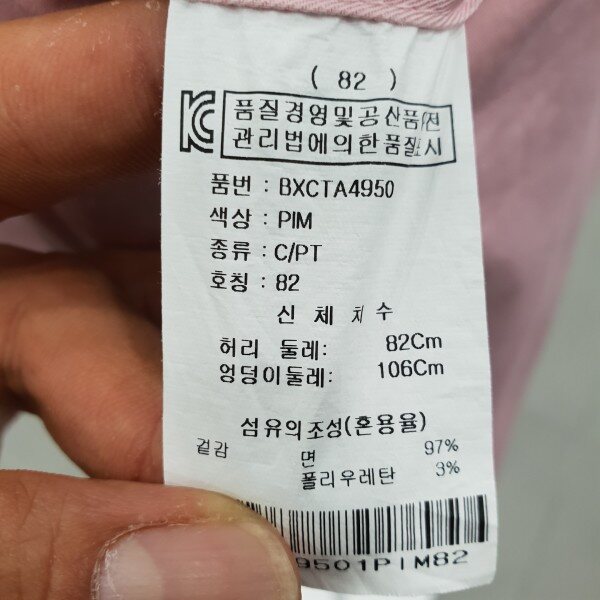 ( 82 )
품질경영및공산품안전
관리법에의한품질표시
품번 : BXCTA4950
색상 : PIM
종류 : C/PT
호칭 : 82
신 체 치 수
허리 둘레: 82Cm
엉덩이둘레: 106Cm
섬유의조성(혼용율)
겉감 면 97%
폴리우레탄 3%
9501PIM82